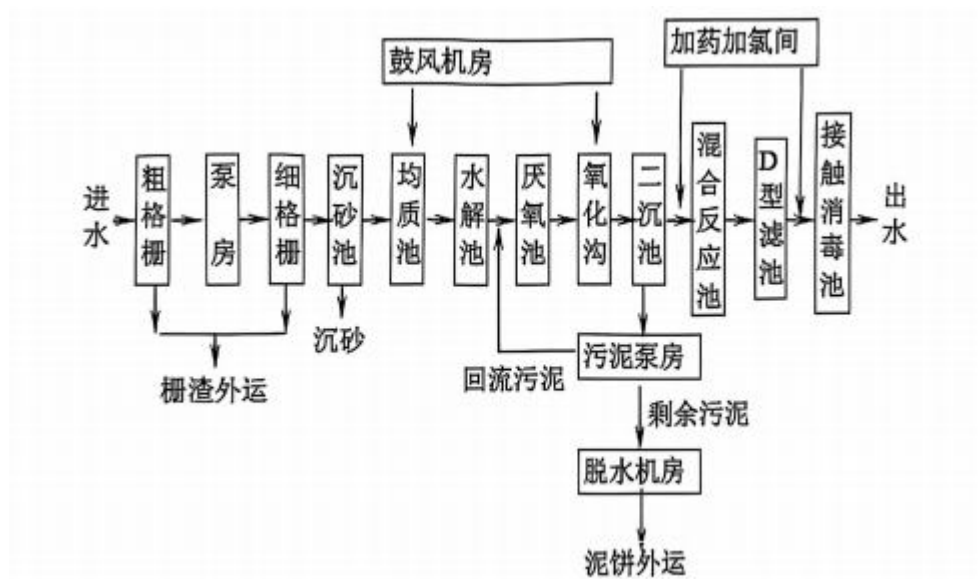 鼓风机房
加药加氯间
进水
粗格栅
泵房
细格栅
沉砂池
均质池
水解池
厌氧池
氧化沟
二沉池
混合反应池
D型滤池
接触消毒池
出水
栅渣外运
沉砂
回流污泥
污泥泵房
剩余污泥
脱水机房
泥饼外运